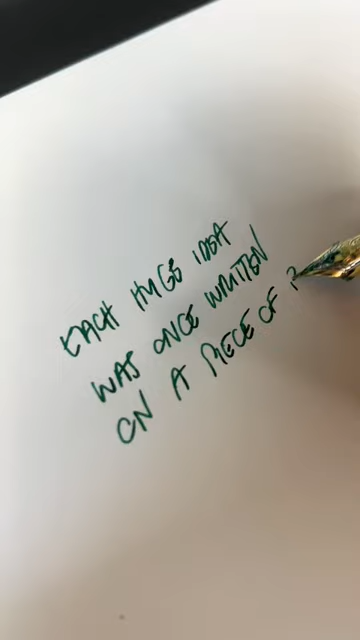 EACH HUGE IDEA
WAS ONCE WRITTEN
ON A PIECE OF P